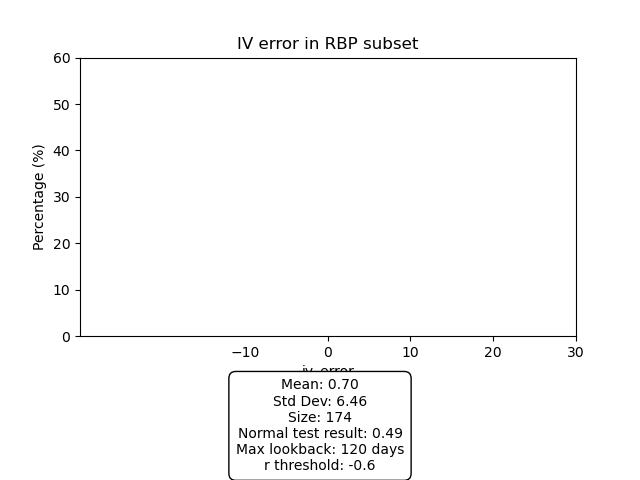 IV error in RBP subset
60
50
40
30
20
10
0
Percentage (%)
−10 0 10 20 30
iv_error
Mean: 0.70
Std Dev: 6.46
Size: 174
Normal test result: 0.49
Max lookback: 120 days
r threshold: -0.6